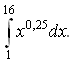 ∫₁¹⁶ x^{0,25} dx.